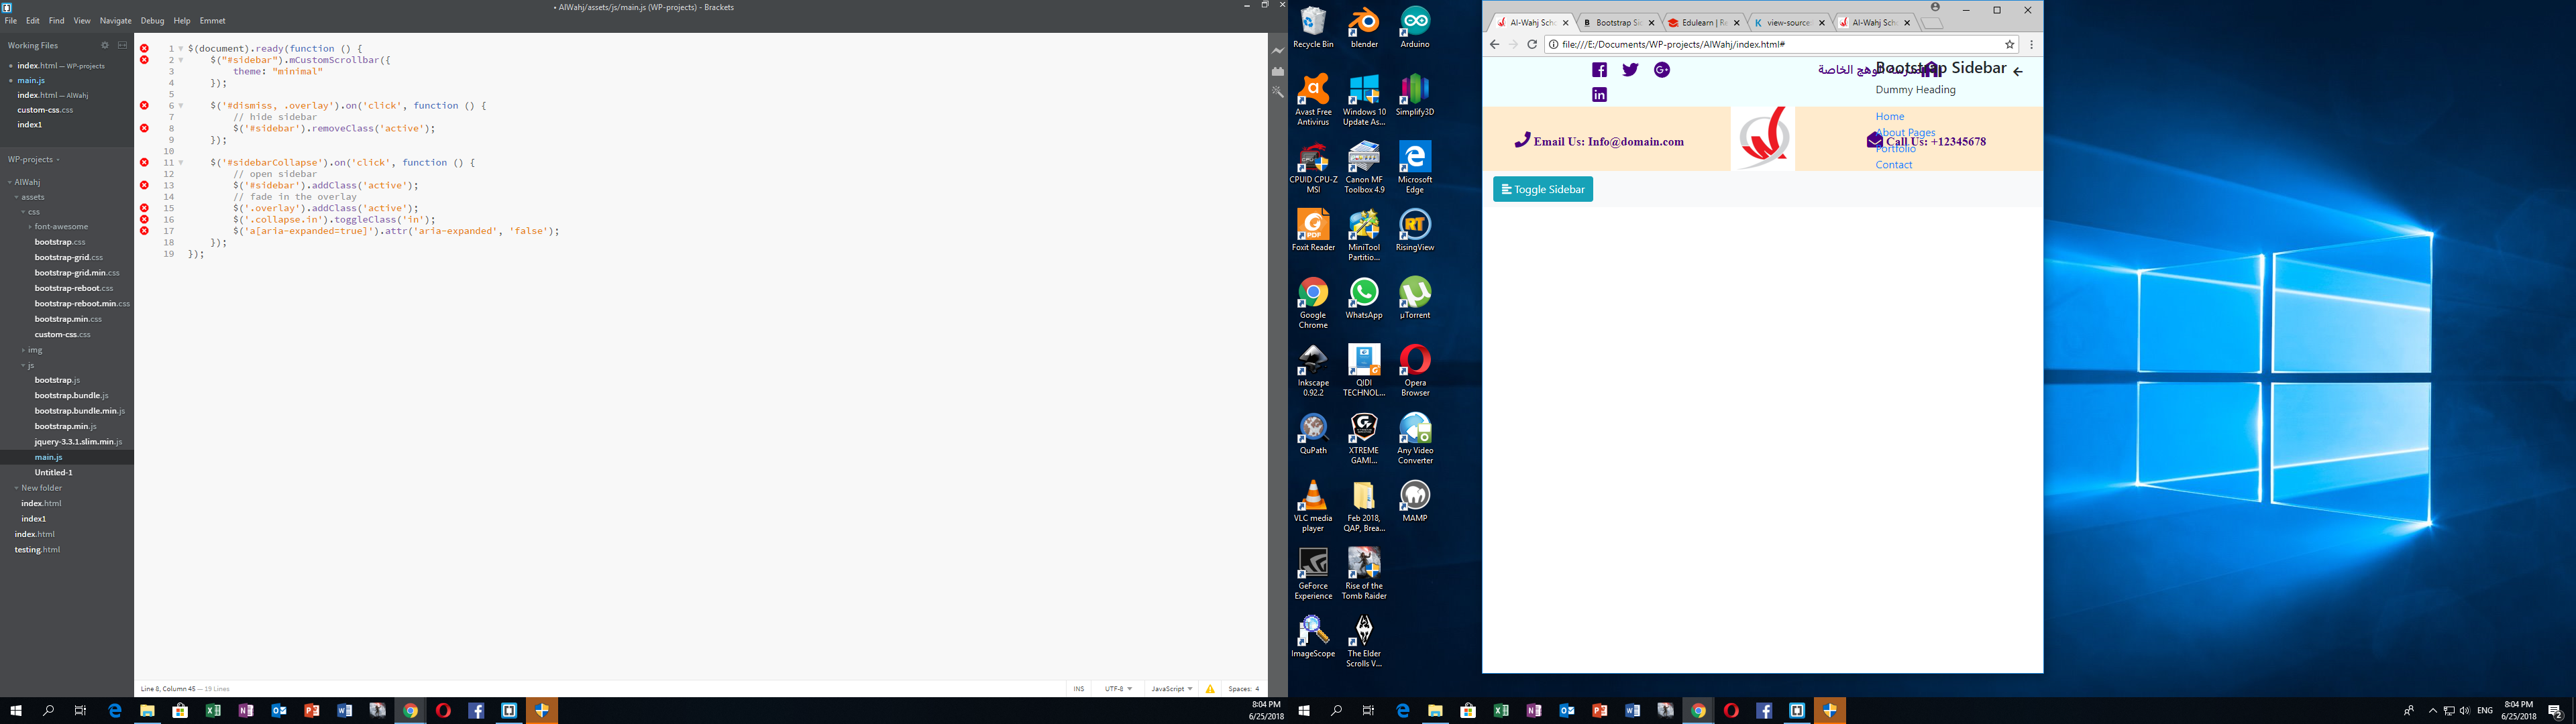 • AlWahj/assets/js/main.js (WP-projects) - Brackets
File Edit Find View Navigate Debug Help Emmet
Working Files
index.html — WP-projects
main.js
index.html — AlWahj
custom-css.css
index1
WP-projects
AlWahj
assets
css
font-awesome
bootstrap.css
bootstrap-grid.css
bootstrap-grid.min.css
bootstrap-reboot.css
bootstrap-reboot.min.css
bootstrap.min.css
custom-css.css
img
js
bootstrap.js
bootstrap.bundle.js
bootstrap.bundle.min.js
bootstrap.min.js
jquery-3.3.1.slim.min.js
main.js
Untitled-1
New folder
index.html
index1
index.html
testing.html
1 $(document).ready(function () {
2 $("#sidebar").mCustomScrollbar({
3 theme: "minimal"
4 });
5
6 $('#dismiss, .overlay').on('click', function () {
7 // hide sidebar
8 $('#sidebar').removeClass('active');
9 });
10
11 $('#sidebarCollapse').on('click', function () {
12 // open sidebar
13 $('#sidebar').addClass('active');
14 // fade in the overlay
15 $('.overlay').addClass('active');
16 $('.collapse.in').toggleClass('in');
17 $('a[aria-expanded=true]').attr('aria-expanded', 'false');
18 });
19 });
Line 8, Column 45 — 19 Lines
INS UTF-8 JavaScript Spaces: 4
8:04 PM
6/25/2018
Recycle Bin
blender
Arduino
Avast Free Antivirus
Windows 10 Update As...
Simplify3D
CPUID CPU-Z MSI
Canon MF Toolbox 4.9
Microsoft Edge
Foxit Reader
MiniTool Partitio...
RisingView
Google Chrome
WhatsApp
µTorrent
Inkscape 0.92.2
QIDI TECHNOL...
Opera Browser
QuPath
XTREME GAMI...
Any Video Converter
VLC media player
Feb 2018, QAP, Brea...
MAMP
GeForce Experience
Rise of the Tomb Raider
ImageScope
The Elder Scrolls V...
Al-Wahj Scho
Bootstrap Sid
Edulearn | Re
view-source:
Al-Wahj Scho
file:///E:/Documents/WP-projects/AlWahj/index.html#
الوهج الخاصة
Bootstrap Sidebar
Dummy Heading
Home
About Pages
Portfolio
Contact
Email Us: Info@domain.com
Call Us: +12345678
Toggle Sidebar
ENG
8:04 PM
6/25/2018
2